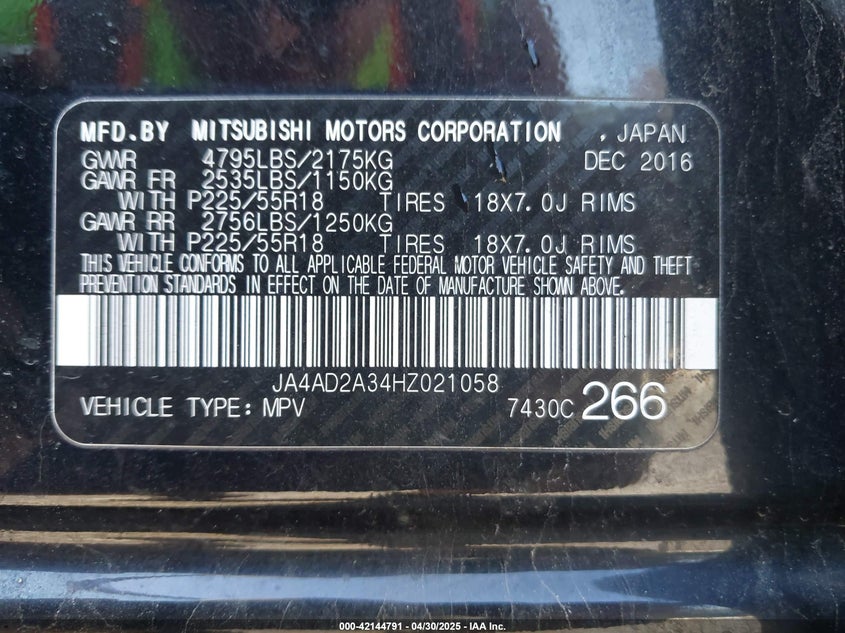 MFD.BY MITSUBISHI MOTORS CORPORATION , JAPAN
GWR 4795LBS/2175KG DEC 2016
GAWR FR 2535LBS/1150KG
WITH P225/55R18 TIRES 18X7.0J RIMS
GAWR RR 2756LBS/1250KG
WITH P225/55R18 TIRES 18X7.0J RIMS
THIS VEHICLE CONFORMS TO ALL APPLICABLE FEDERAL MOTOR VEHICLE SAFETY AND THEFT
PREVENTION STANDARDS IN EFFECT ON THE DATE OF MANUFACTURE SHOWN ABOVE.
JA4AD2A34HZ021058
VEHICLE TYPE: MPV 7430C 266
000-42144791 - 04/30/2025 - IAA Inc.